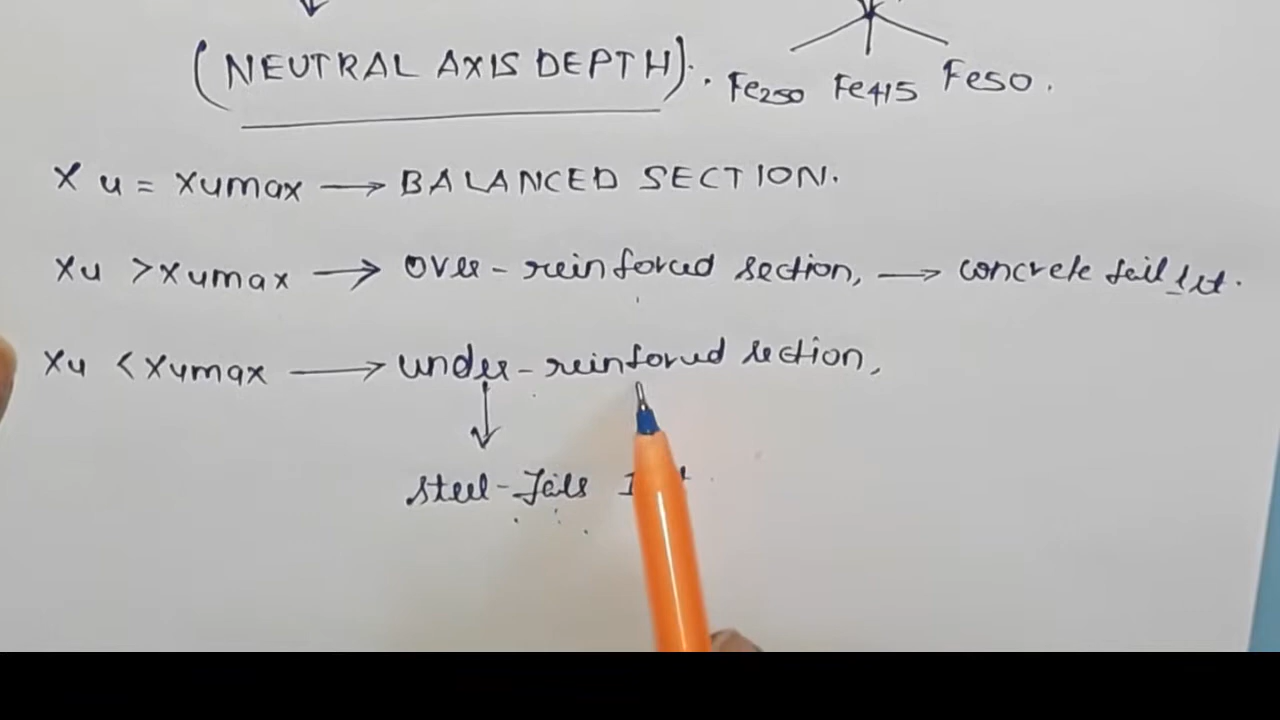 (NEUTRAL AXIS DEPTH). . Fe250 Fe415 Fe50.
Xu = Xumax → BALANCED SECTION.
Xu > Xumax → Over-reinforced section, → concrete fail 1st.
Xu < Xumax → under-reinforced section,
↓
steel-fails